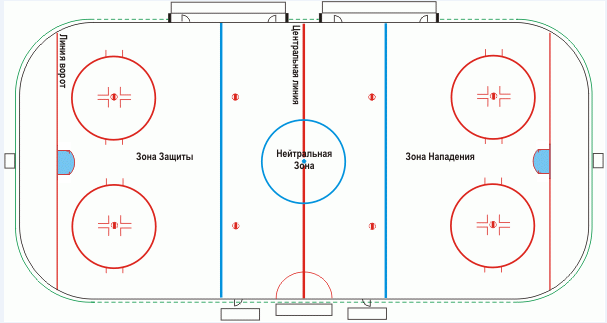 Линия ворот
Центральная линия
Зона Защиты
Нейтральная
Зона
Зона Нападения